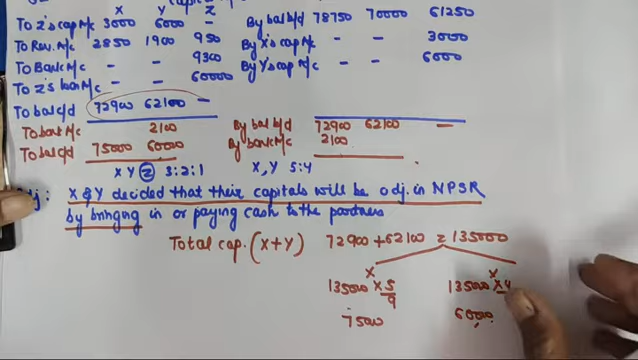 X Y Z
To Z's cap A/c 3000 6000 - By bal b/d 78750 70000 61250
To Rev. A/c 2850 1900 950 By X's cap A/c - - 3000
To Bank A/c - - 9300 By Y's cap A/c - - 6000
To Z's loan A/c - - 60000
To bal c/d 72900 62100 -
To bank A/c 2100 By bal b/d 72900 62100 -
To bal c/d 75000 60000 By bank A/c 2100
X Y Z 3:2:1 X, Y 5:4
j: X & Y decided that their capitals will be adj. in NPSR
by bringing in or paying cash to the partners
Total cap. (X+Y) 72900 + 62100 = 135000
X X
135000 × 5/9 135000 × 4
75000 60000